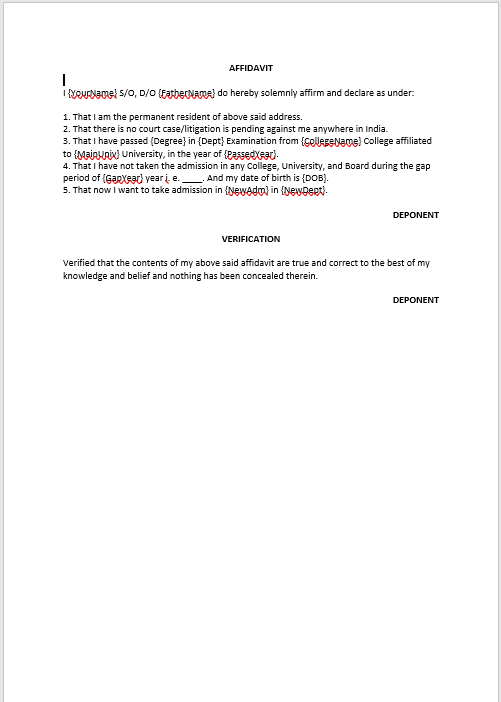 AFFIDAVIT
I {YourName} S/O, D/O {FatherName} do hereby solemnly affirm and declare as under:
1. That I am the permanent resident of above said address.
2. That there is no court case/litigation is pending against me anywhere in India.
3. That I have passed {Degree} in {Dept} Examination from {CollegeName} College affiliated
to {MainUniv} University, in the year of {PassedYear}.
4. That I have not taken the admission in any College, University, and Board during the gap
period of {GapYear} year i. e. _____. And my date of birth is {DOB}.
5. That now I want to take admission in {NewAdm} in {NewDept}.
DEPONENT
VERIFICATION
Verified that the contents of my above said affidavit are true and correct to the best of my
knowledge and belief and nothing has been concealed therein.
DEPONENT